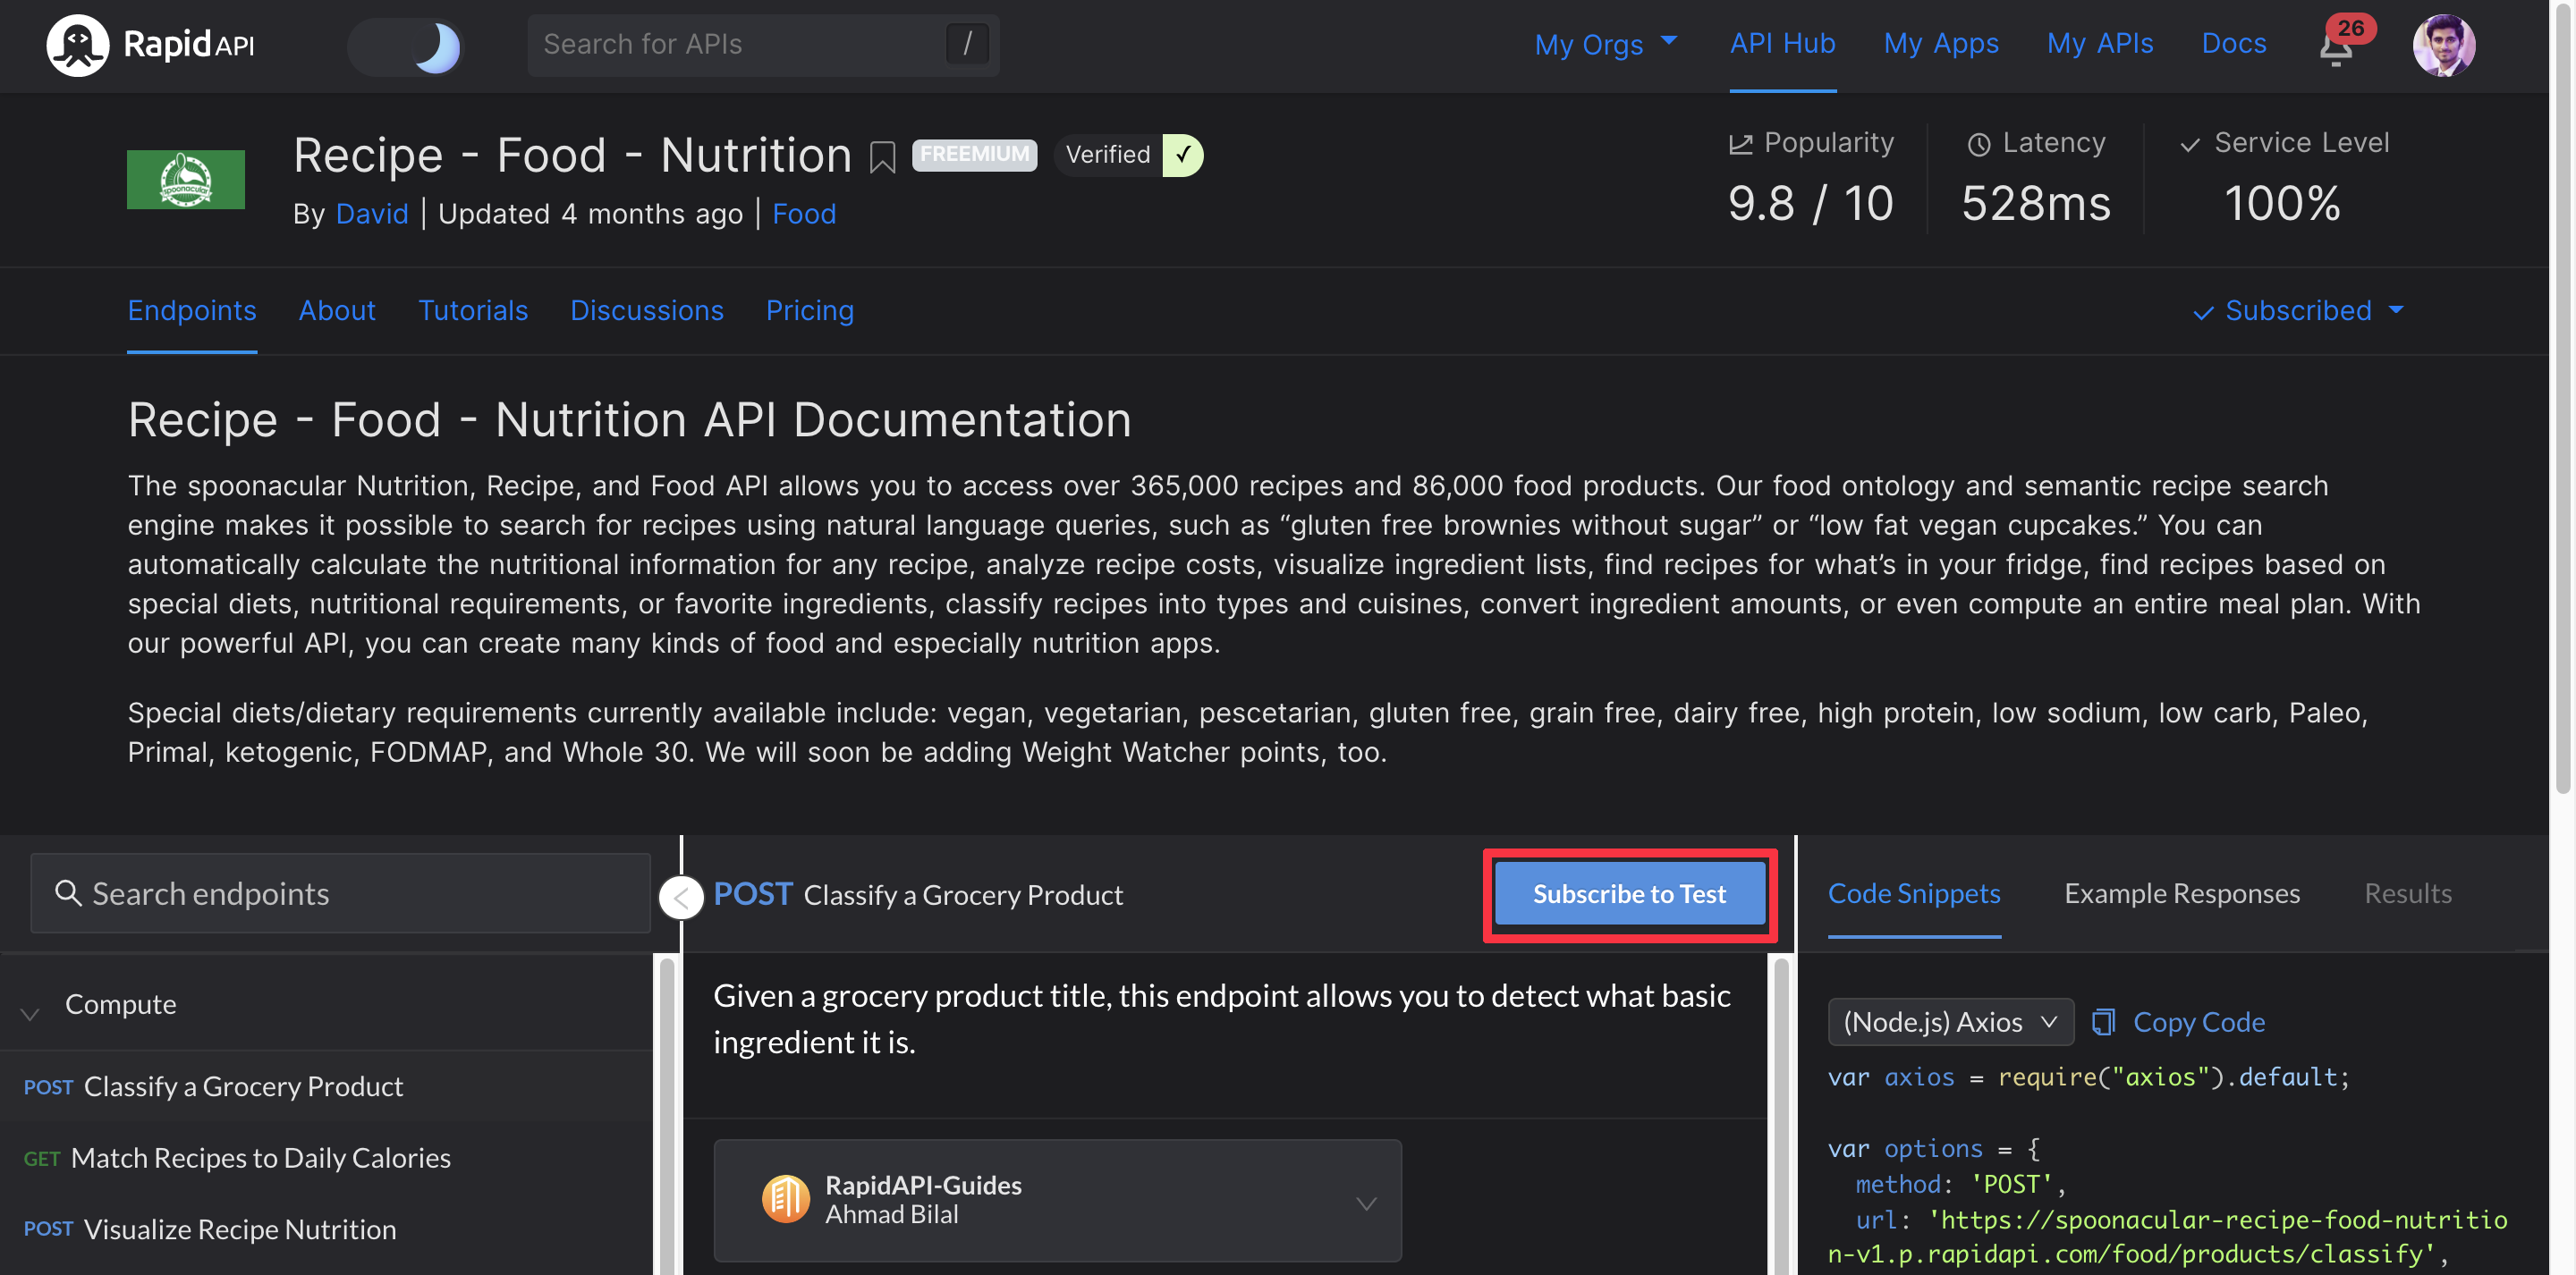 Rapid API
Search for APIs
/
My Orgs
API Hub
My Apps
My APIs
Docs
26
spoonacular
Recipe - Food - Nutrition
FREEMIUM
Verified ✓
By David | Updated 4 months ago | Food
Popularity
9.8 / 10
Latency
528ms
Service Level
100%
Endpoints
About
Tutorials
Discussions
Pricing
Subscribed
Recipe - Food - Nutrition API Documentation
The spoonacular Nutrition, Recipe, and Food API allows you to access over 365,000 recipes and 86,000 food products. Our food ontology and semantic recipe search
engine makes it possible to search for recipes using natural language queries, such as “gluten free brownies without sugar” or “low fat vegan cupcakes.” You can
automatically calculate the nutritional information for any recipe, analyze recipe costs, visualize ingredient lists, find recipes for what’s in your fridge, find recipes based on
special diets, nutritional requirements, or favorite ingredients, classify recipes into types and cuisines, convert ingredient amounts, or even compute an entire meal plan. With
our powerful API, you can create many kinds of food and especially nutrition apps.
Special diets/dietary requirements currently available include: vegan, vegetarian, pescetarian, gluten free, grain free, dairy free, high protein, low sodium, low carb, Paleo,
Primal, ketogenic, FODMAP, and Whole 30. We will soon be adding Weight Watcher points, too.
Search endpoints
Compute
POST Classify a Grocery Product
GET Match Recipes to Daily Calories
POST Visualize Recipe Nutrition
POST Classify a Grocery Product
Subscribe to Test
Given a grocery product title, this endpoint allows you to detect what basic
ingredient it is.
RapidAPI-Guides
Ahmad Bilal
Code Snippets
Example Responses
Results
(Node.js) Axios
Copy Code
var axios = require("axios").default;
var options = {
method: 'POST',
url: 'https://spoonacular-recipe-food-nutritio
n-v1.p.rapidapi.com/food/products/classify',